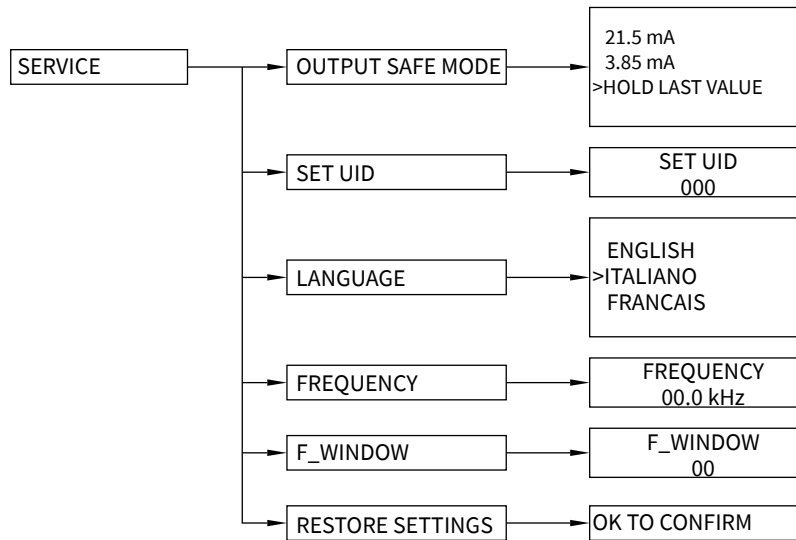 SERVICE
OUTPUT SAFE MODE
21.5 mA
3.85 mA
>HOLD LAST VALUE
SET UID
SET UID
000
LANGUAGE
ENGLISH
>ITALIANO
FRANCAIS
FREQUENCY
FREQUENCY
00.0 kHz
F_WINDOW
F_WINDOW
00
RESTORE SETTINGS
OK TO CONFIRM